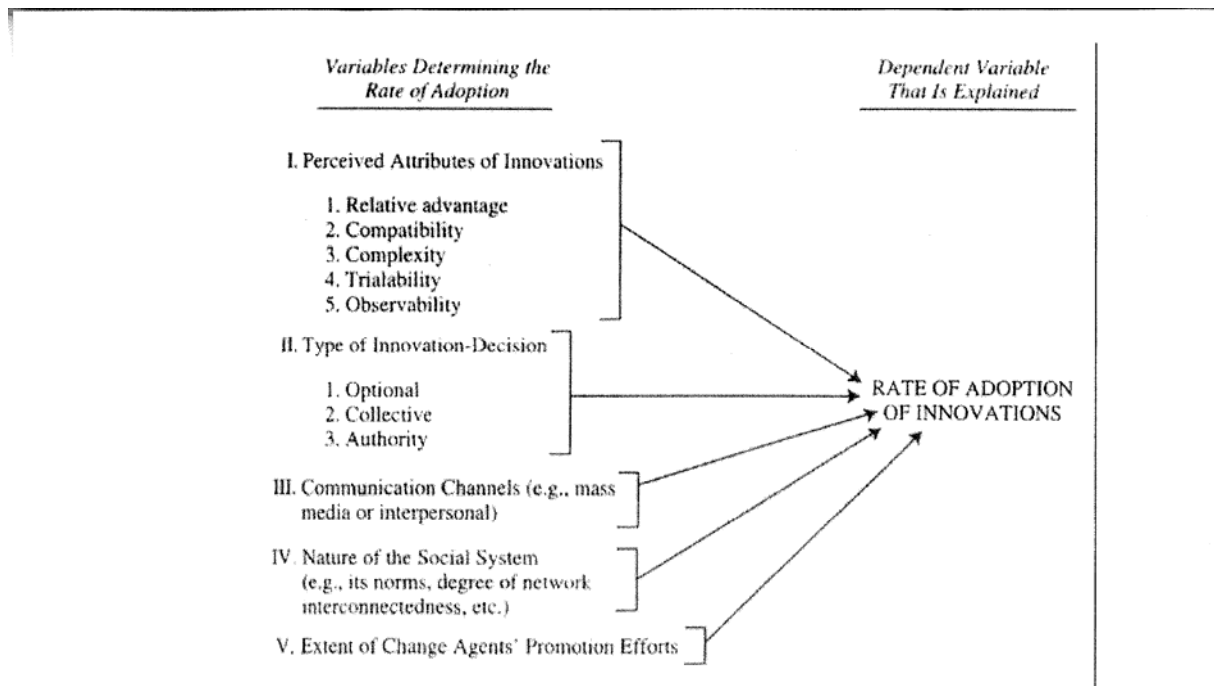 Variables Determining the
Rate of Adoption
Dependent Variable
That Is Explained
I. Perceived Attributes of Innovations
1. Relative advantage
2. Compatibility
3. Complexity
4. Trialability
5. Observability
II. Type of Innovation-Decision
1. Optional
2. Collective
3. Authority
III. Communication Channels (e.g., mass
media or interpersonal)
IV. Nature of the Social System
(e.g., its norms, degree of network
interconnectedness, etc.)
V. Extent of Change Agents' Promotion Efforts
RATE OF ADOPTION
OF INNOVATIONS